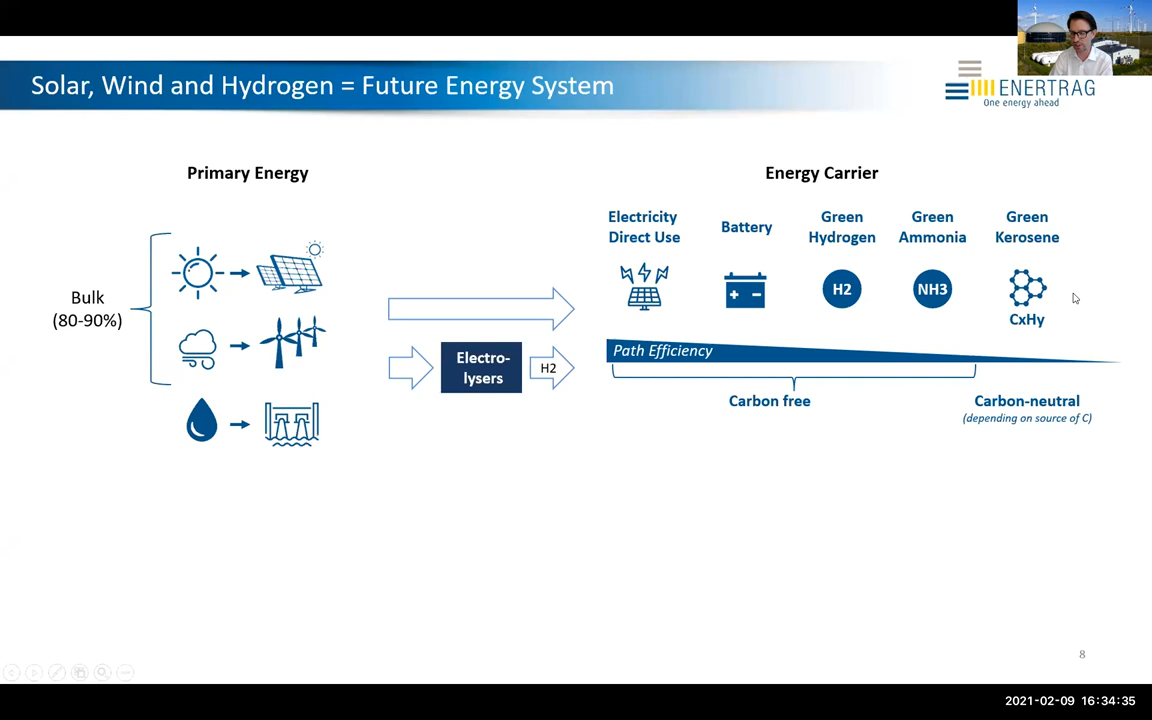 Solar, Wind and Hydrogen = Future Energy System
ENERTRAG
One energy ahead
Primary Energy
Energy Carrier
Electricity
Direct Use
Battery
Green
Hydrogen
Green
Ammonia
Green
Kerosene
Bulk
(80-90%)
H2
NH3
CxHy
Electro-
lysers
H2
Path Efficiency
Carbon free
Carbon-neutral
(depending on source of C)
8
2021-02-09 16:34:35